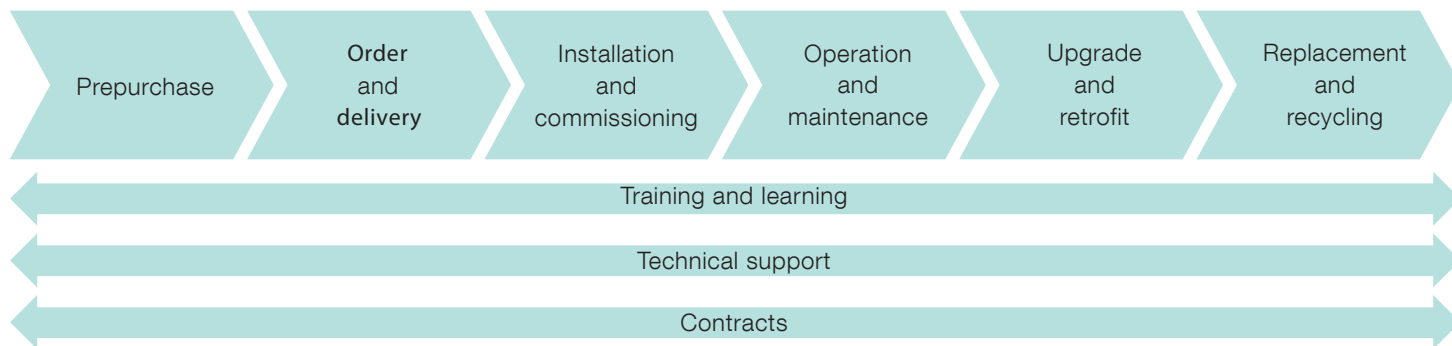 Prepurchase
Order
and
delivery
Installation
and
commissioning
Operation
and
maintenance
Upgrade
and
retrofit
Replacement
and
recycling
Training and learning
Technical support
Contracts